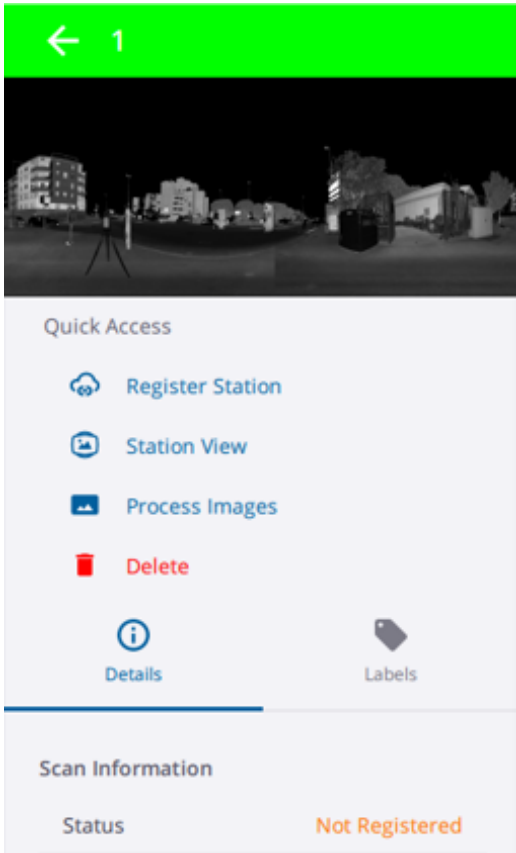 1
Quick Access
Register Station
Station View
Process Images
Delete
Details
Labels
Scan Information
Status Not Registered